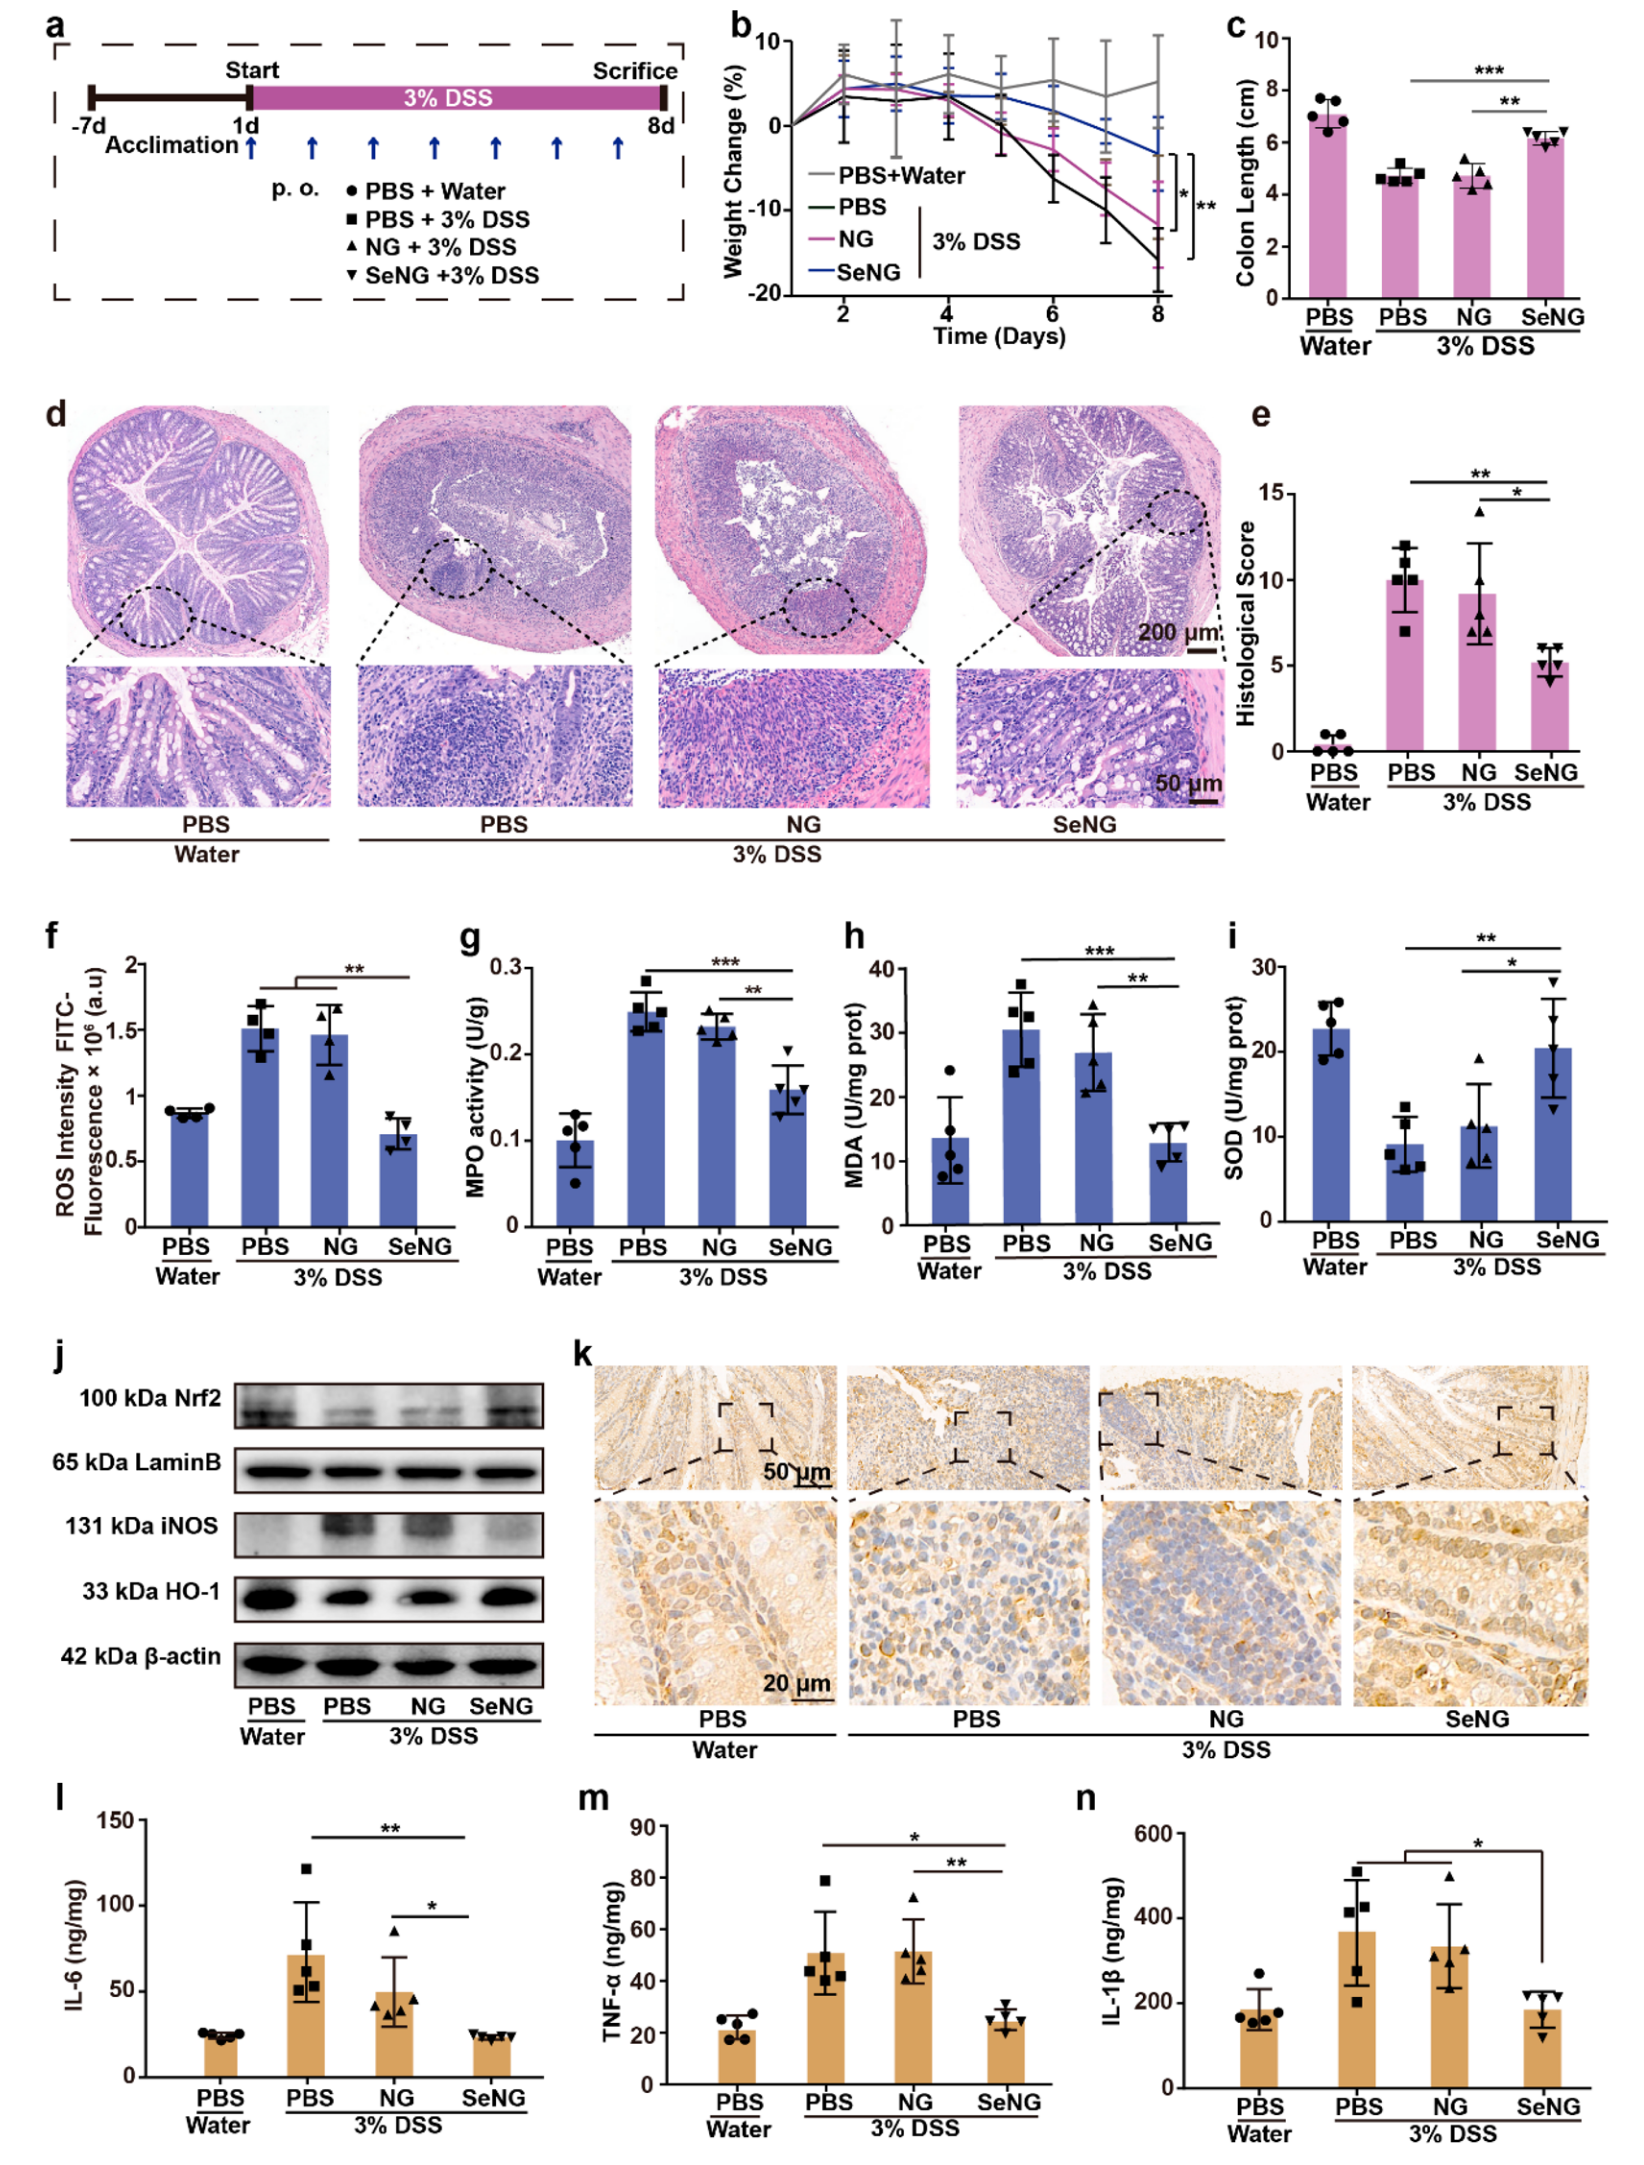 a
Start
Scrifice
3% DSS
-7d
1d
8d
Acclimation
p. o.
PBS + Water
PBS + 3% DSS
NG + 3% DSS
SeNG +3% DSS
b
Weight Change (%)
10
0
-10
-20
PBS+Water
PBS
NG
SeNG
3% DSS
*
**
2
4
6
8
Time (Days)
c
Colon Length (cm)
10
8
6
4
2
0
***
**
PBS
PBS
NG
SeNG
Water
3% DSS
d
200 μm
50 μm
PBS
PBS
NG
SeNG
Water
3% DSS
e
Histological Score
15
10
5
0
**
*
PBS
PBS
NG
SeNG
Water
3% DSS
f
ROS Intensity FITC-
Fluorescence × 10⁶ (a.u)
2
1.5
1
0.5
0
**
PBS
PBS
NG
SeNG
Water
3% DSS
g
MPO activity (U/g)
0.3
0.2
0.1
0
***
**
PBS
PBS
NG
SeNG
Water
3% DSS
h
MDA (U/mg prot)
40
30
20
10
0
***
**
PBS
PBS
NG
SeNG
Water
3% DSS
i
SOD (U/mg prot)
30
20
10
0
**
*
PBS
PBS
NG
SeNG
Water
3% DSS
j
100 kDa Nrf2
65 kDa LaminB
131 kDa iNOS
33 kDa HO-1
42 kDa β-actin
PBS
PBS
NG
SeNG
Water
3% DSS
k
50 μm
20 μm
PBS
PBS
NG
SeNG
Water
3% DSS
l
IL-6 (ng/mg)
150
100
50
0
**
*
PBS
PBS
NG
SeNG
Water
3% DSS
m
TNF-α (ng/mg)
90
80
60
40
20
0
*
**
PBS
PBS
NG
SeNG
Water
3% DSS
n
IL-1β (ng/mg)
600
400
200
0
*
PBS
PBS
NG
SeNG
Water
3% DSS